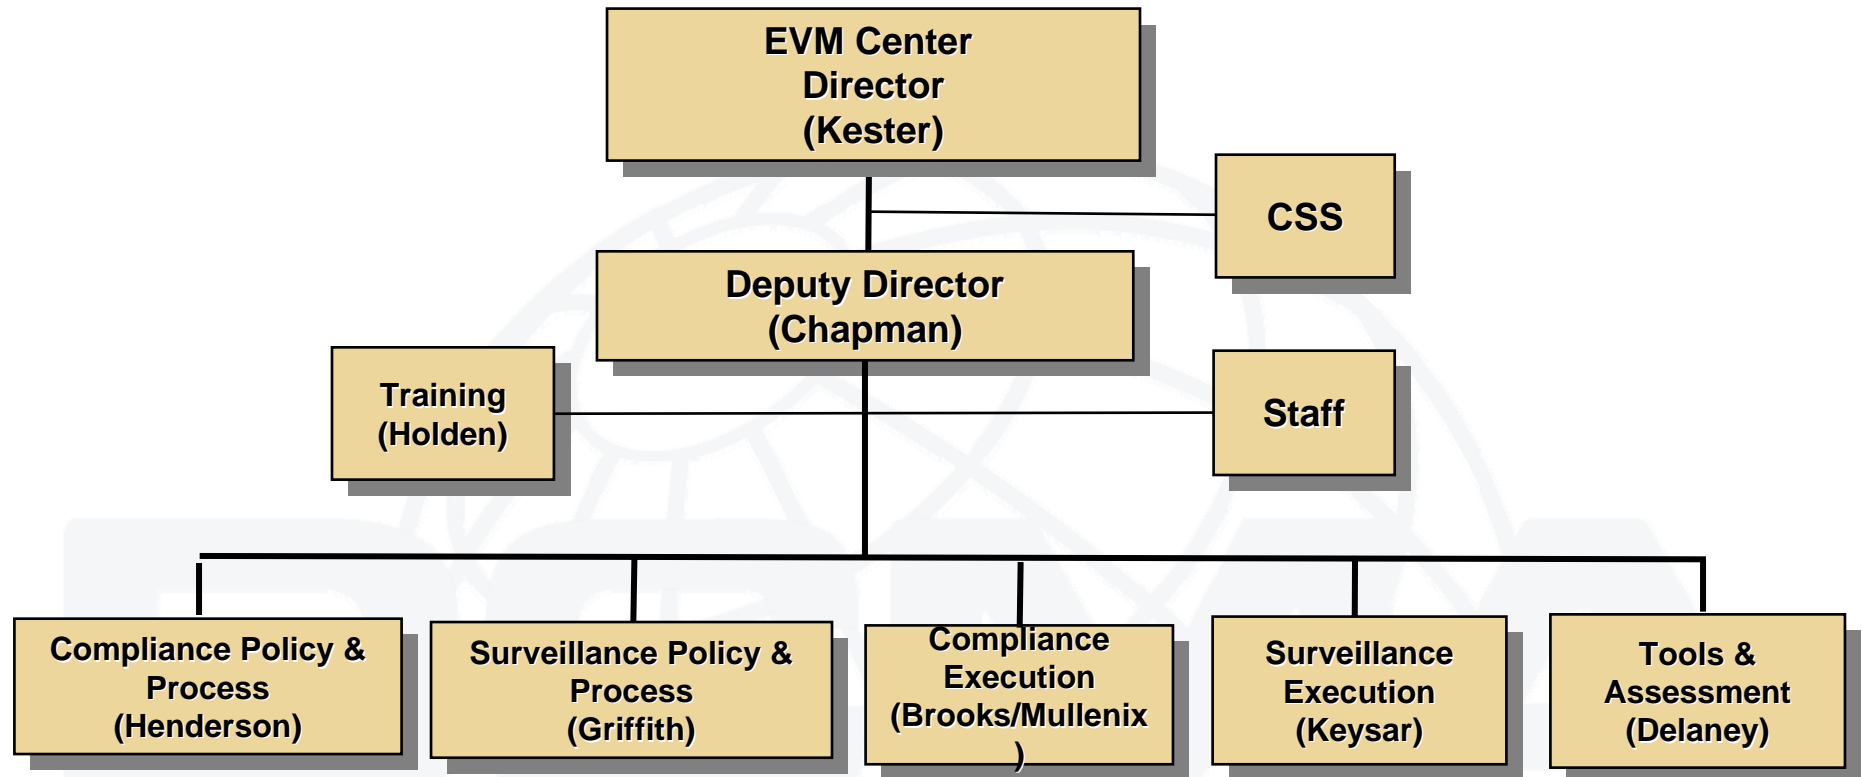 EVM Center
Director
(Kester)
CSS
Deputy Director
(Chapman)
Training
(Holden)
Staff
Compliance Policy &
Process
(Henderson)
Surveillance Policy &
Process
(Griffith)
Compliance
Execution
(Brooks/Mullenix
)
Surveillance
Execution
(Keysar)
Tools &
Assessment
(Delaney)